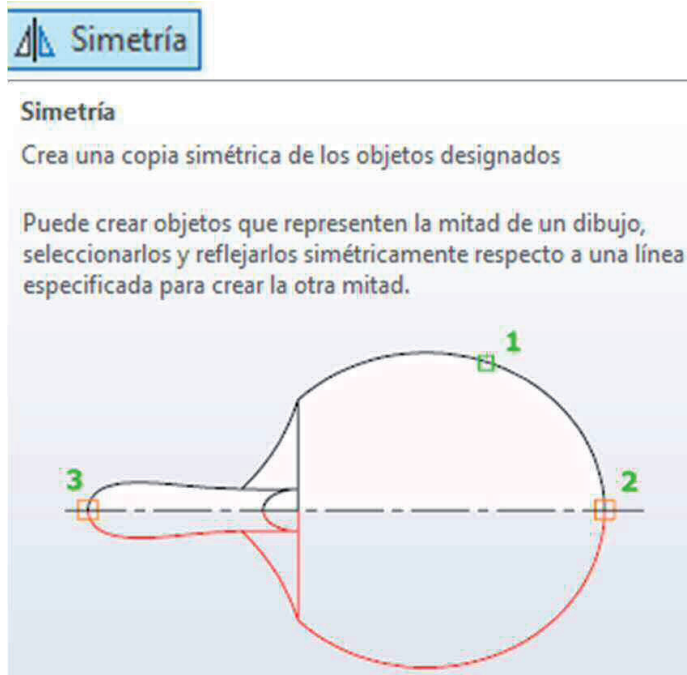 Simetría
Simetría
Crea una copia simétrica de los objetos designados
Puede crear objetos que representen la mitad de un dibujo,
seleccionarlos y reflejarlos simétricamente respecto a una línea
especificada para crear la otra mitad.
1
3
2